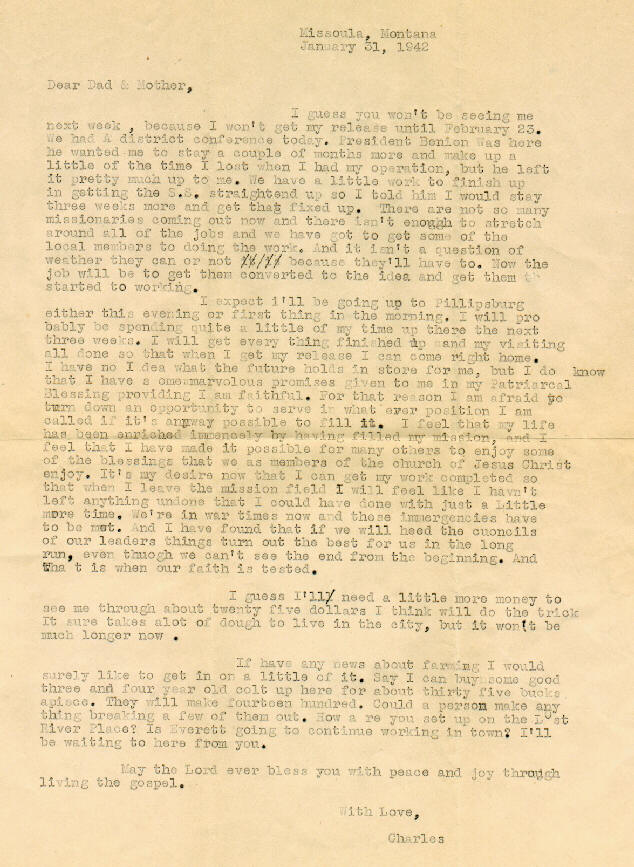 Missoula, Montana
January 31, 1942
Dear Dad & Mother,
I guess you won't be seeing me
next week , because I won't get my release until February 23.
We had A district conference today. President Benion was here
he wanted me to stay a couple of months more and make up a
little of the time I lost when I had my operation, but he left
it pretty much up to me. We have a little work to finish up
in getting the S.S. straightend up so I told him I would stay
three weeks more and get that fixed up. There are not so many
missionaries coming out now and there isn't enough to stretch
around all of the jobs and we have got to get some of the
local members to doing the work. And it isn't a question of
weather they can or not because they'll have to. Now the
job will be to get them converted to the idea and get them
started to working.
I expect i'll be going up to Pillipsburg
either this evening or first thing in the morning. I will pro
bably be spending quite a little of my time up there the next
three weeks. I will get every thing finished up and my visiting
all done so that when I get my release I can come right home.
I have no Idea what the future holds in store for me, but I do know
that I have s omemarvolous promises given to me in my Patriarcal
Blessing providing I am faithful. For that reason I am afraid to
turn down an opportunity to serve in what ever position I am
called if it's anyway possible to fill it. I feel that my life
has been enriched immencely by having filled my mission, and I
feel that I have made it possible for many others to enjoy some
of the blessings that we as members of the church of Jesus Christ
enjoy. It's my desire now that I can get my work completed so
that when I leave the mission field I will feel like I havn't
left anything undone that I could have done with just a Little
more time. We're in war times now and these immergencies have
to be met. And I have found that if we will heed the cuoncils
of our leaders things turn out the best for us in the long
run, even thuogh we can't see the end from the beginning. And
tha t is when our faith is tested.
I guess I'll need a little more money to
see me through about twenty five dollars I think will do the trick
It sure takes alot of dough to live in the city, but it won't be
much longer now .
If have any news about farming I would
surely like to get in on a little of it. Say I can buy some good
three and four year old colt up here for about thirty five bucks
apiece. They will make fourteen hundred. Could a person make any
thing breaking a few of them out. How a re you set up on the Lost
River Place? Is Everett going to continue working in town? I'll
be waiting to here from you.
May the Lord ever bless you with peace and joy through
living the gospel.
With Love,
Charles